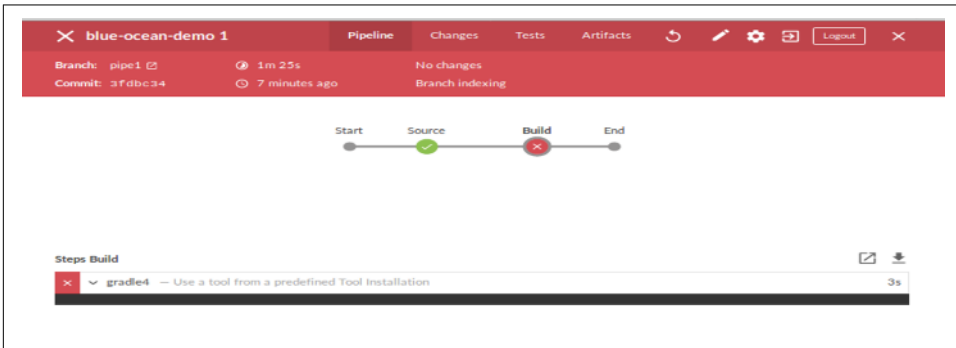 blue-ocean-demo 1 Pipeline Changes Tests Artifacts Logout
Branch: pipe1 1m 25s No changes
Commit: 3fdbc34 7 minutes ago Branch indexing
Start Source Build End
Steps Build
gradle4 — Use a tool from a predefined Tool Installation 3s